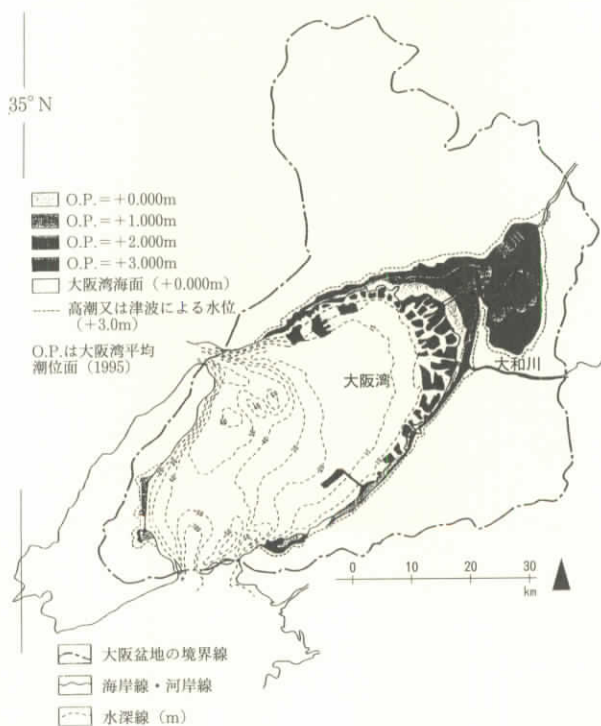 35° N
O.P.＝＋0.000m
O.P.＝＋1.000m
O.P.＝＋2.000m
O.P.＝＋3.000m
大阪湾海面（＋0.000m）
高潮又は津波による水位
（＋3.0m）
O.P.は大阪湾平均
潮位面（1995）
大阪湾
大和川
0 10 20 30
km
大阪盆地の境界線
海岸線・河岸線
水深線（m）